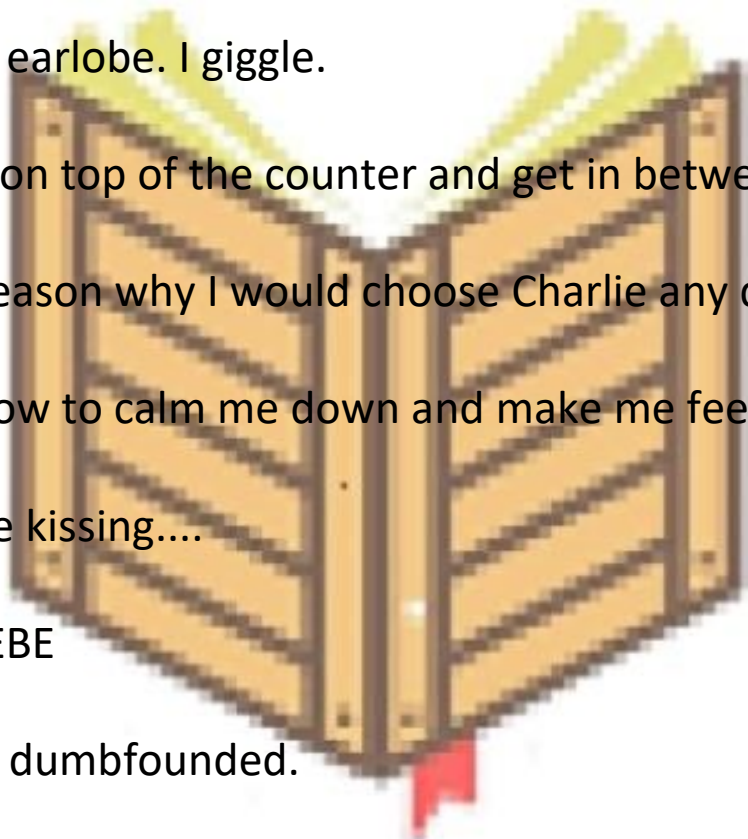 earlobe. I giggle.
on top of the counter and get in betwe
eason why I would choose Charlie any
ow to calm me down and make me fee
e kissing....
EBE
dumbfounded.